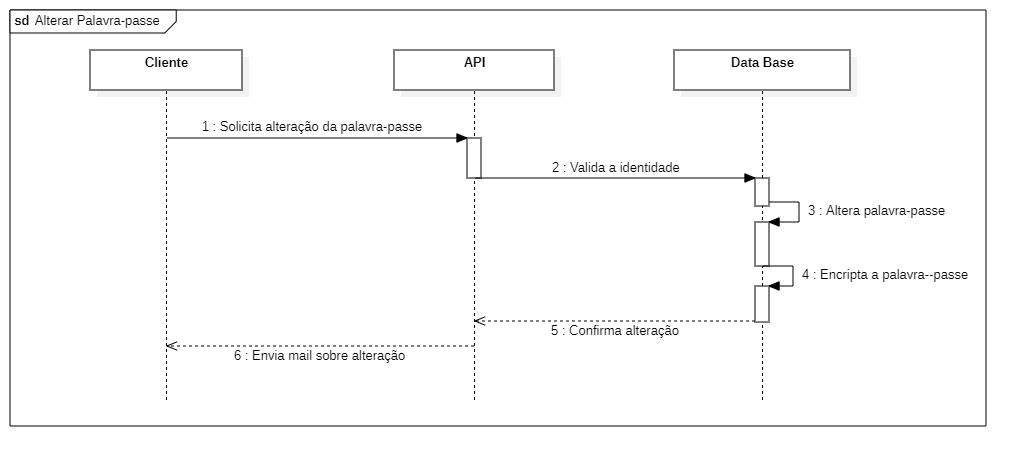 sd Alterar Palavra-passe
Cliente
API
Data Base
1 : Solicita alteração da palavra-passe
2 : Valida a identidade
3 : Altera palavra-passe
4 : Encripta a palavra--passe
5 : Confirma alteração
6 : Envia mail sobre alteração